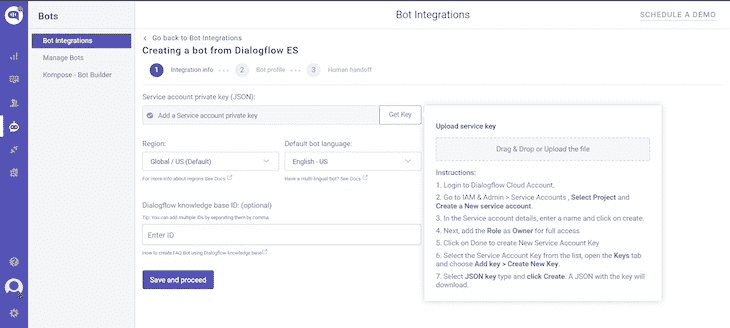 Bots
Bot Integrations
SCHEDULE A DEMO
Bot Integrations
Manage Bots
Kompose - Bot Builder
Go back to Bot Integrations
Creating a bot from Dialogflow ES
1 Integration info
2 Bot profile
3 Human handoff
Service account private key (JSON):
Add a Service account private key
Get Key
Region:
Default bot language:
Global / US (Default)
English - US
For more info about regions See Docs
Have a multi-lingual bot? See Docs
Dialogflow knowledge base ID: (optional)
Tip: You can add multiple IDs by separating them by comma.
Enter ID
How to create FAQ Bot using Dialogflow knowledge base
Save and proceed
Upload service key
Drag & Drop or Upload the file
Instructions:
1. Login to Dialogflow Cloud Account.
2. Go to IAM & Admin > Service Accounts , Select Project and
Create a New service account.
3. In the Service account details, enter a name and click on create.
4. Next, add the Role as Owner for full access
5. Click on Done to create New Service Account Key
6. Select the Service Account Key from the list, open the Keys tab
and choose Add key > Create New Key.
7. Select JSON key type and click Create. A JSON with the key will
download.